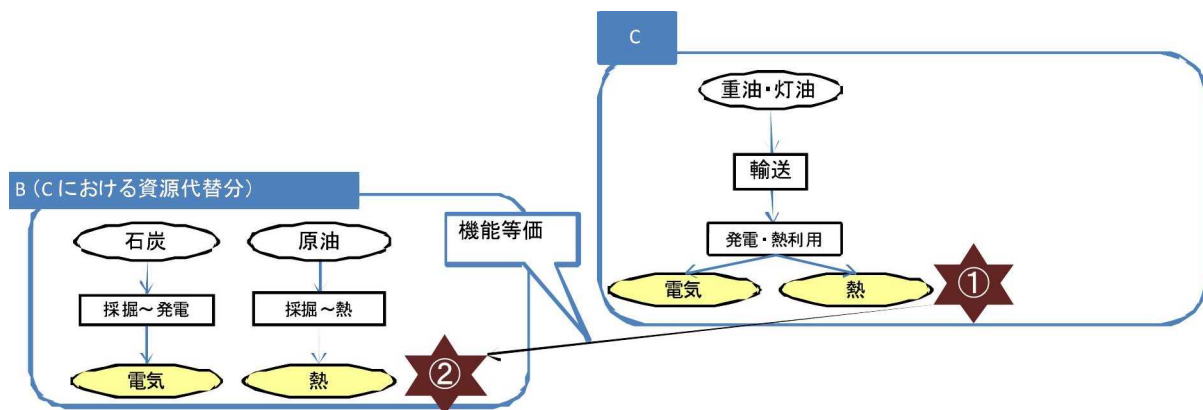 C
重油・灯油
輸送
発電・熱利用
電気
熱
①
機能等価
B（Cにおける資源代替分）
石炭
原油
採掘～発電
採掘～熱
電気
熱
②